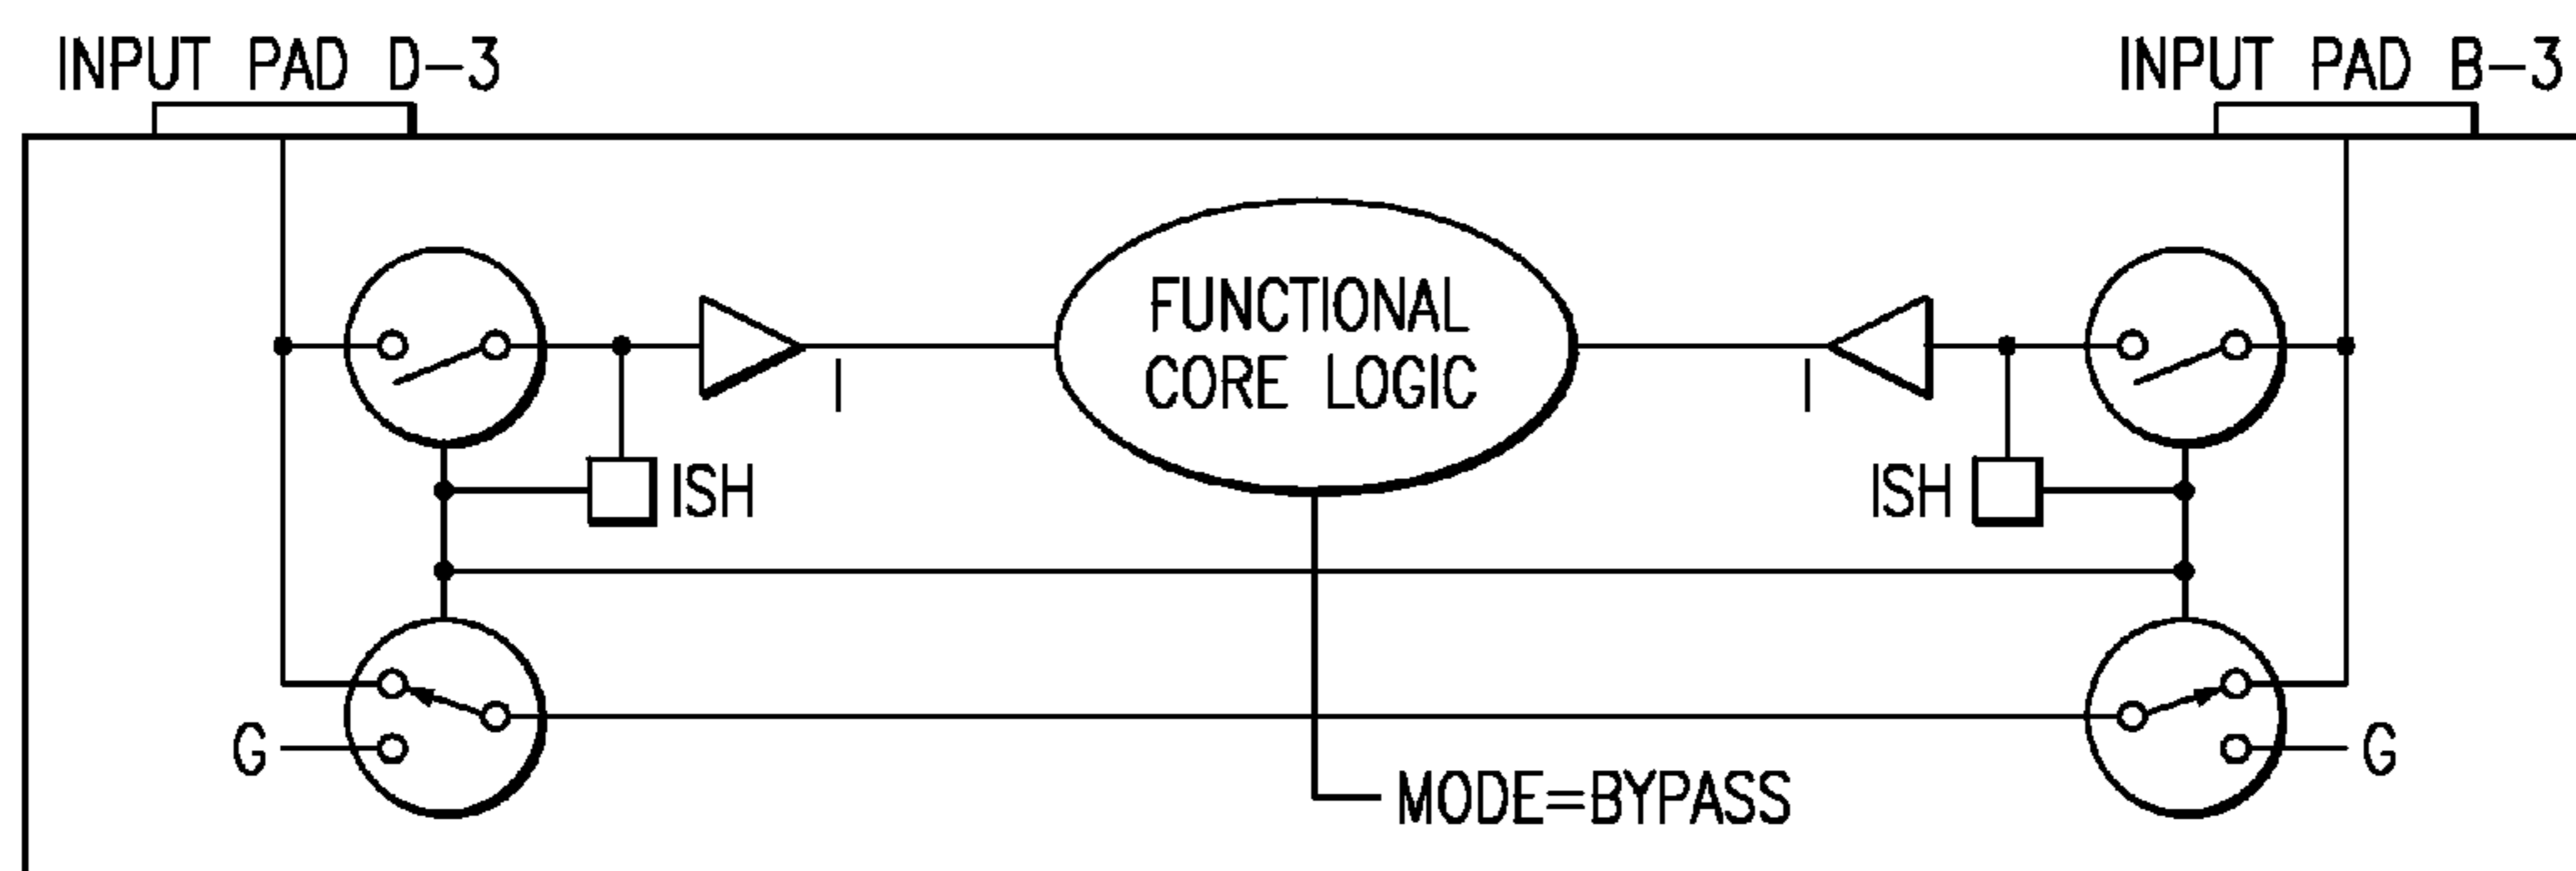 INPUT PAD D-3
INPUT PAD B-3
FUNCTIONAL
CORE LOGIC
I
I
ISH
ISH
G
G
MODE=BYPASS